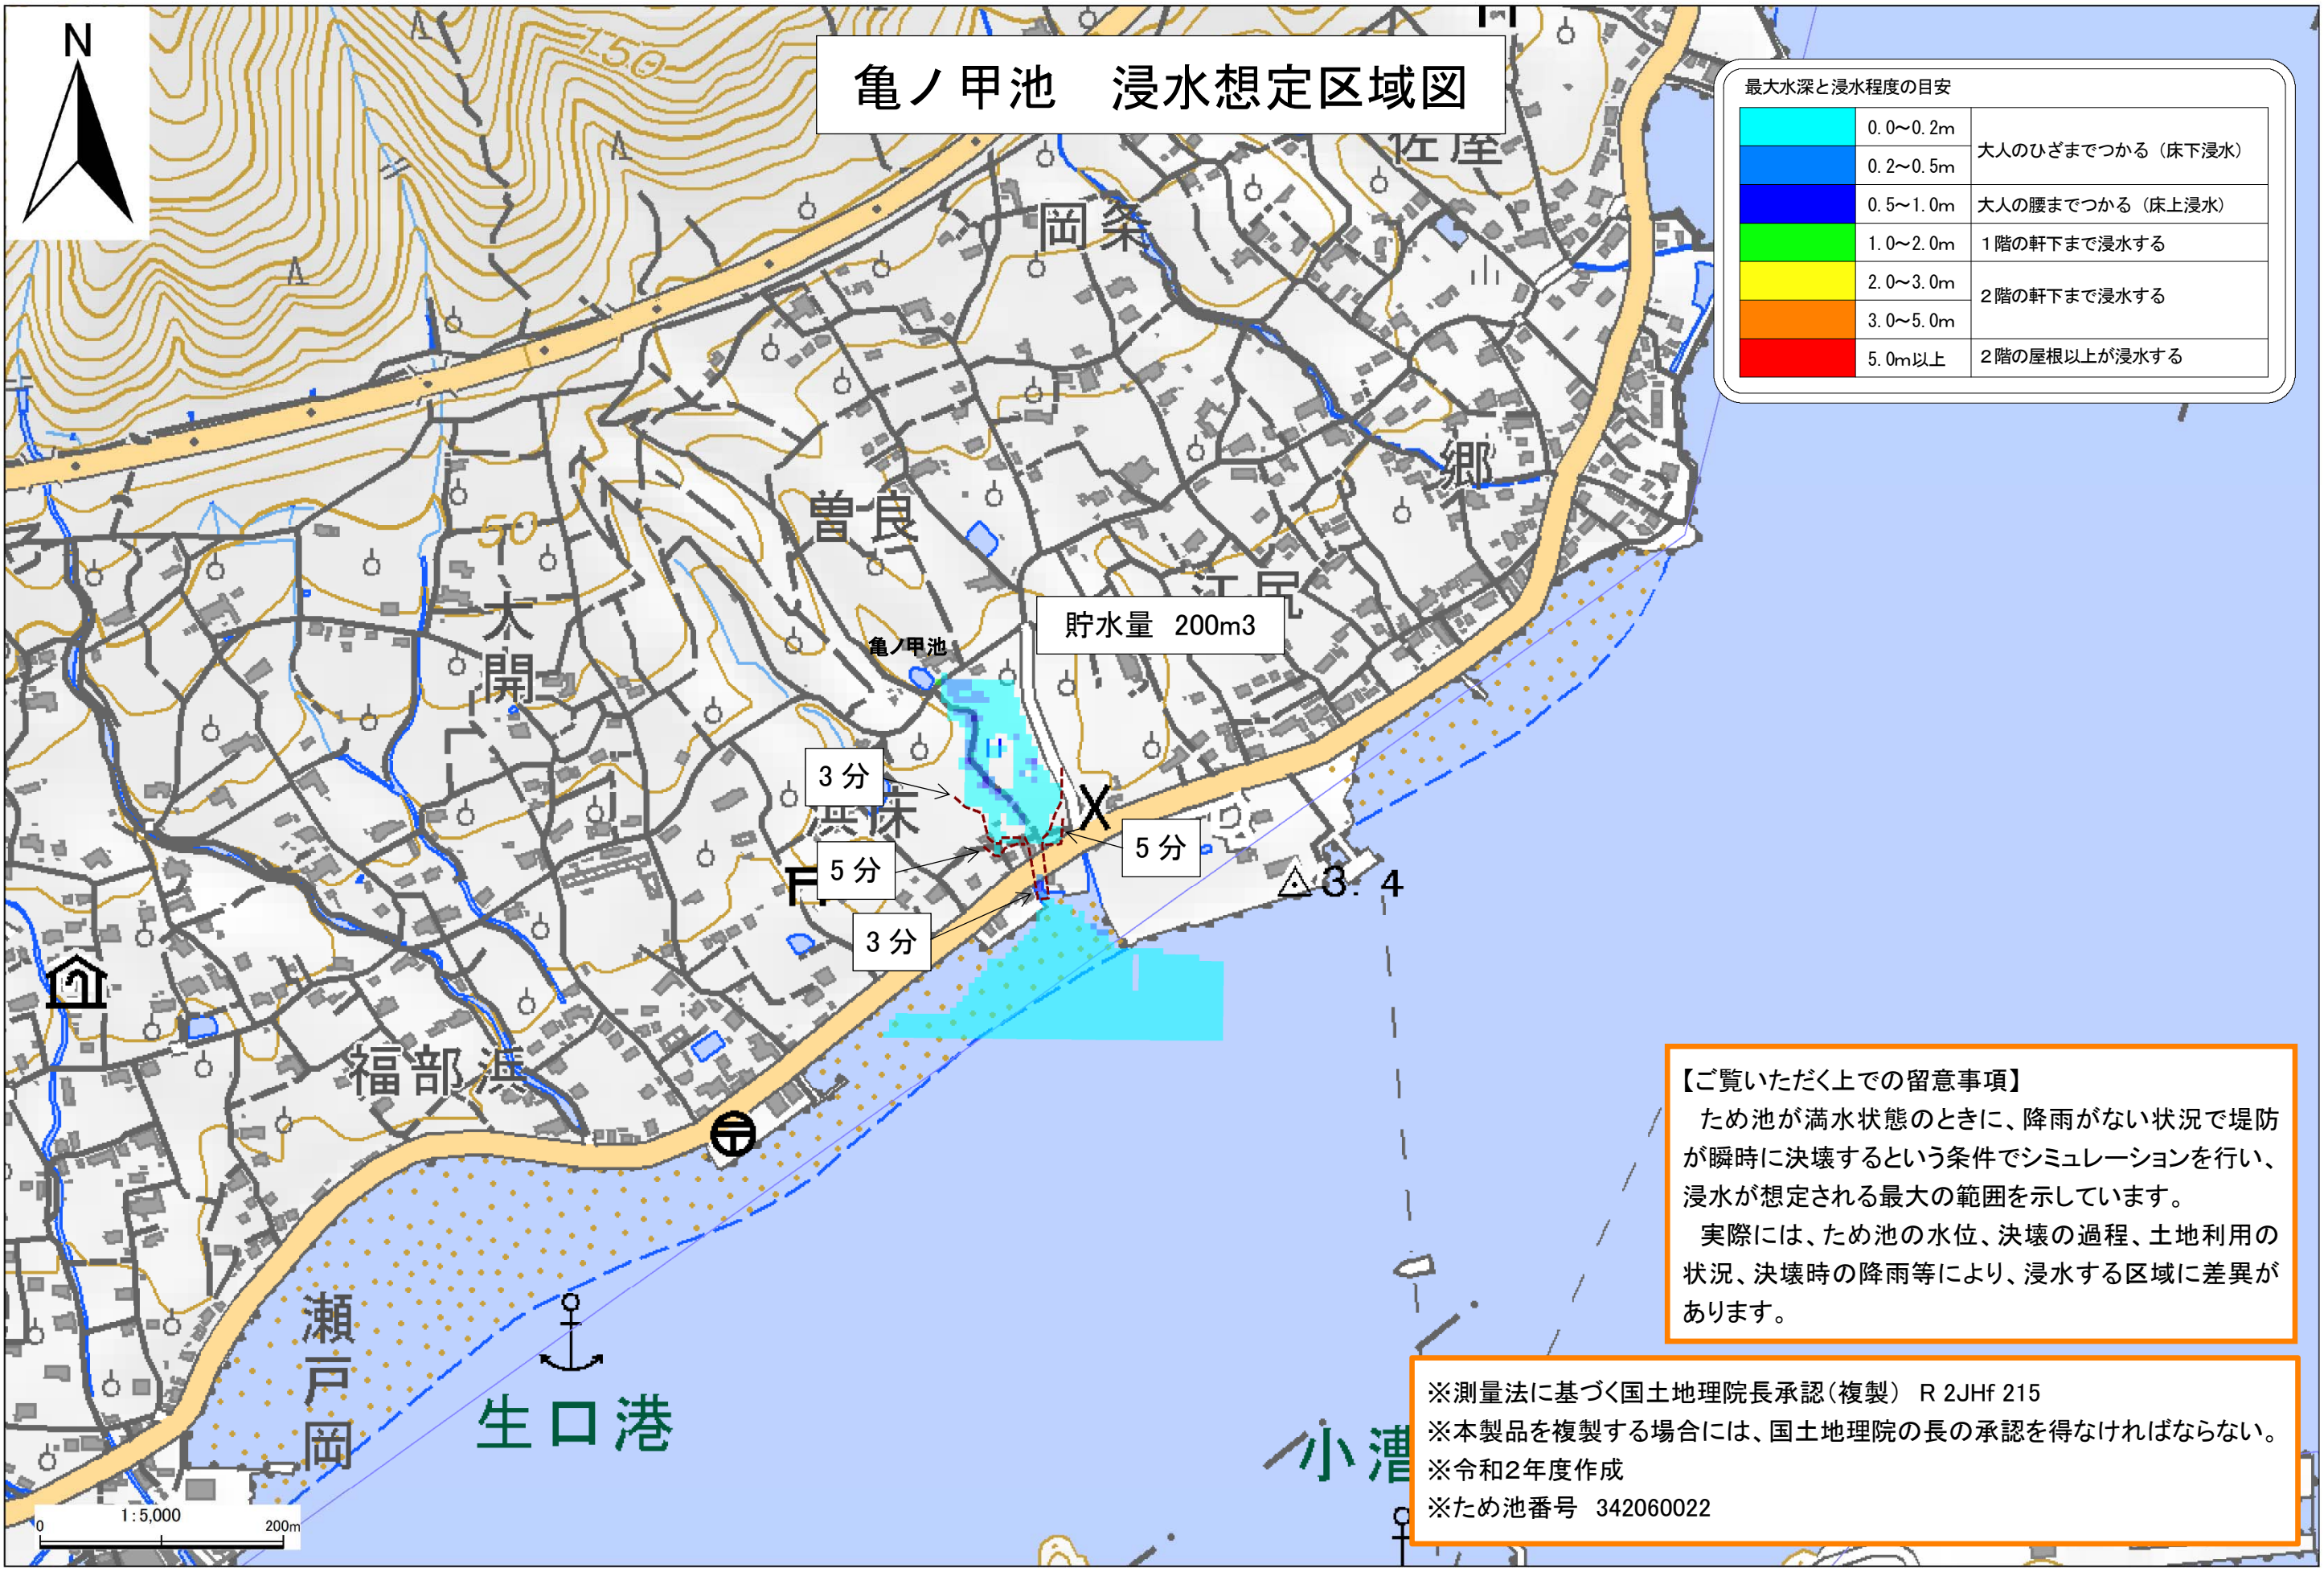 N
150
亀ノ甲池　浸水想定区域図
最大水深と浸水程度の目安
0.0～0.2m
大人のひざまでつかる（床下浸水）
0.2～0.5m
0.5～1.0m
大人の腰までつかる（床上浸水）
1.0～2.0m
１階の軒下まで浸水する
2.0～3.0m
２階の軒下まで浸水する
3.0～5.0m
5.0m以上
２階の屋根以上が浸水する
佐屋
岡条
郷
曽良
50
江尻
大開
貯水量　200m3
亀ノ甲池
3 分
浜床
5 分
5 分
3. 4
3 分
福部浜
瀬戸岡
生口港
小漕
【ご覧いただく上での留意事項】
ため池が満水状態のときに、降雨がない状況で堤防
が瞬時に決壊するという条件でシミュレーションを行い、
浸水が想定される最大の範囲を示しています。
実際には、ため池の水位、決壊の過程、土地利用の
状況、決壊時の降雨等により、浸水する区域に差異が
あります。
※測量法に基づく国土地理院長承認（複製）　R 2JHf 215
※本製品を複製する場合には、国土地理院の長の承認を得なければならない。
※令和2年度作成
※ため池番号　342060022
1:5,000
0
200m